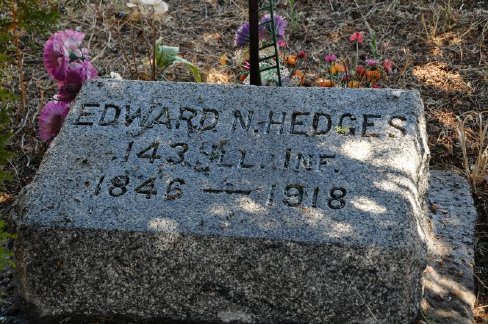 EDWARD N. HEDGES
143. ILL. INF.
1846 — 1918